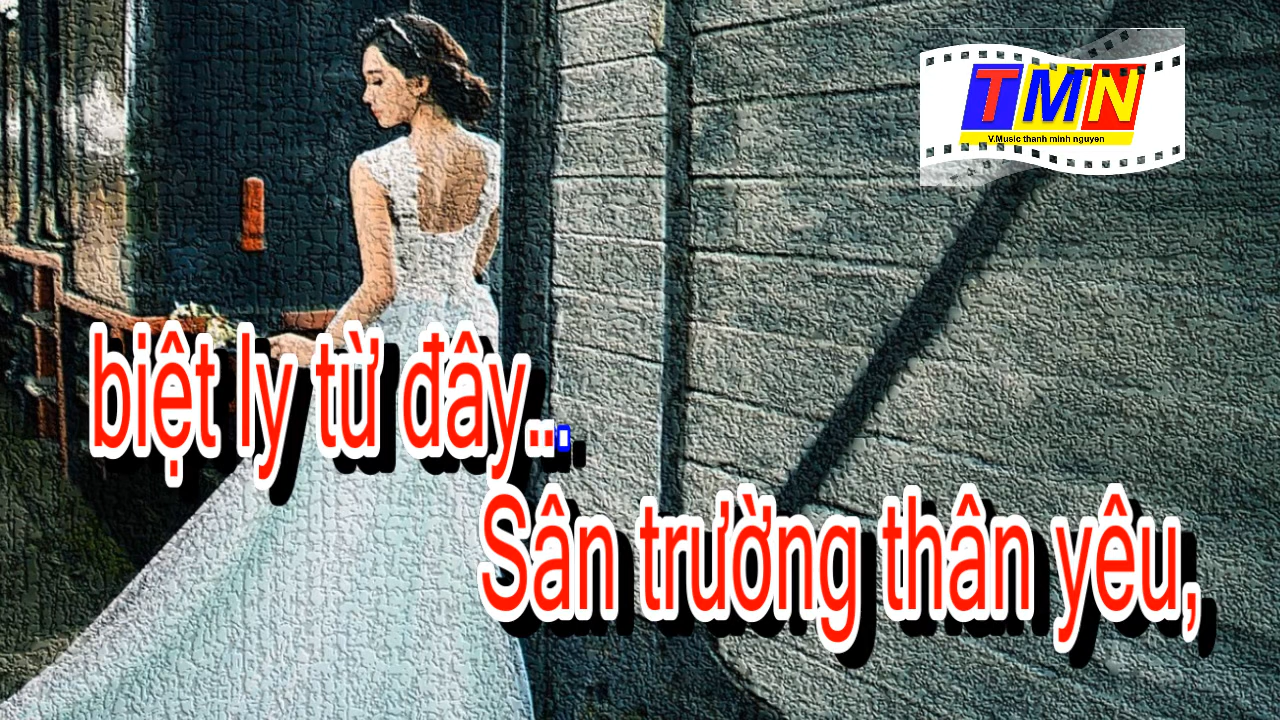 TMN
V.Music thanh minh nguyen
biệt ly từ đây...
Sân trường thân yêu,